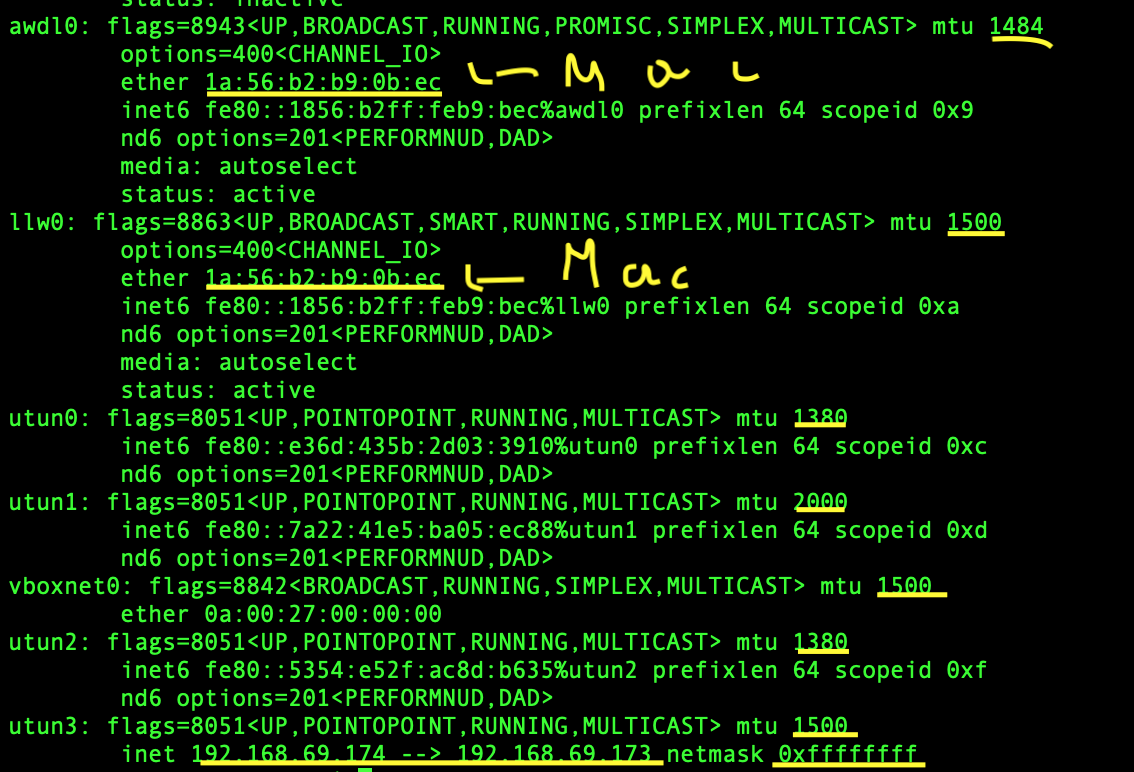 status: inactive
awdl0: flags=8943<UP,BROADCAST,RUNNING,PROMISC,SIMPLEX,MULTICAST> mtu 1484
options=400<CHANNEL_IO>
ether 1a:56:b2:b9:0b:ec ← Mac
inet6 fe80::1856:b2ff:feb9:bec%awdl0 prefixlen 64 scopeid 0x9
nd6 options=201<PERFORMNUD,DAD>
media: autoselect
status: active
llw0: flags=8863<UP,BROADCAST,SMART,RUNNING,SIMPLEX,MULTICAST> mtu 1500
options=400<CHANNEL_IO>
ether 1a:56:b2:b9:0b:ec ← Mac
inet6 fe80::1856:b2ff:feb9:bec%llw0 prefixlen 64 scopeid 0xa
nd6 options=201<PERFORMNUD,DAD>
media: autoselect
status: active
utun0: flags=8051<UP,POINTOPOINT,RUNNING,MULTICAST> mtu 1380
inet6 fe80::e36d:435b:2d03:3910%utun0 prefixlen 64 scopeid 0xc
nd6 options=201<PERFORMNUD,DAD>
utun1: flags=8051<UP,POINTOPOINT,RUNNING,MULTICAST> mtu 2000
inet6 fe80::7a22:41e5:ba05:ec88%utun1 prefixlen 64 scopeid 0xd
nd6 options=201<PERFORMNUD,DAD>
vboxnet0: flags=8842<BROADCAST,RUNNING,SIMPLEX,MULTICAST> mtu 1500
ether 0a:00:27:00:00:00
utun2: flags=8051<UP,POINTOPOINT,RUNNING,MULTICAST> mtu 1380
inet6 fe80::5354:e52f:ac8d:b635%utun2 prefixlen 64 scopeid 0xf
nd6 options=201<PERFORMNUD,DAD>
utun3: flags=8051<UP,POINTOPOINT,RUNNING,MULTICAST> mtu 1500
inet 192.168.69.174 --> 192.168.69.173 netmask 0xffffffff